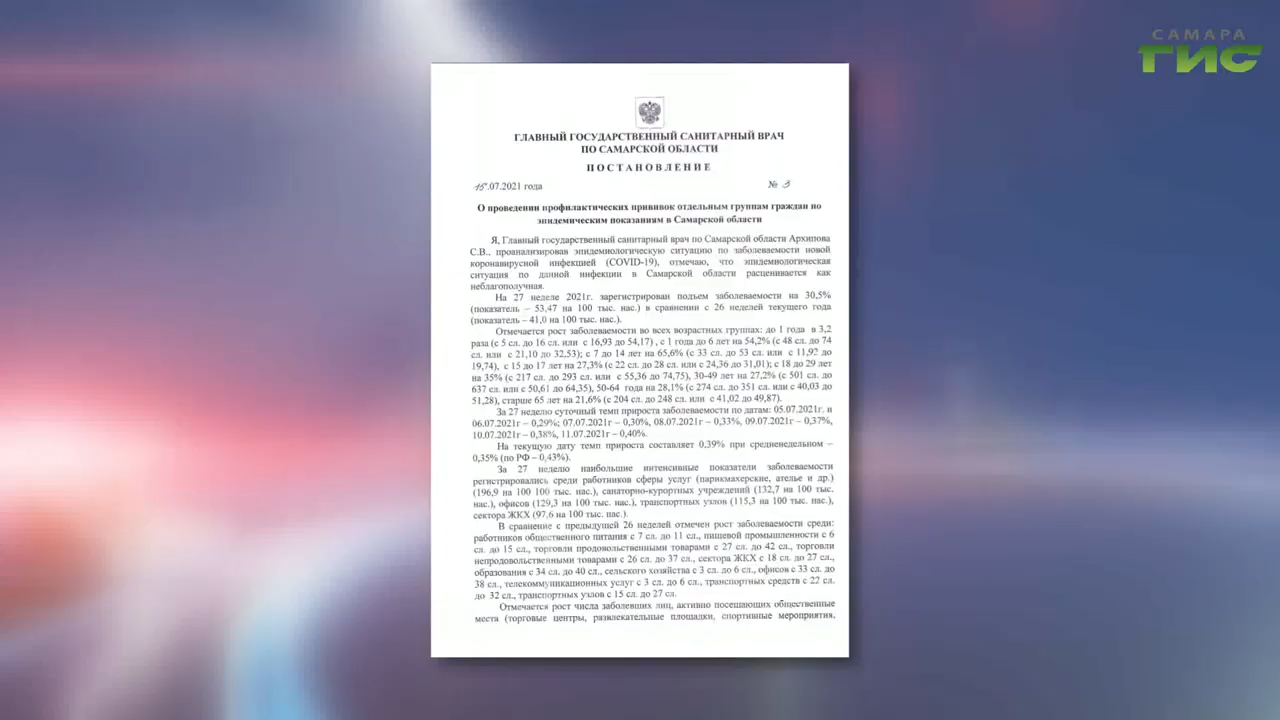 САМАРА
ГИС
ГЛАВНЫЙ ГОСУДАРСТВЕННЫЙ САНИТАРНЫЙ ВРАЧ
ПО САМАРСКОЙ ОБЛАСТИ
ПОСТАНОВЛЕНИЕ
15.07.2021 года № 3
О проведении профилактических прививок отдельным группам граждан по
эпидемическим показаниям в Самарской области
Я, Главный государственный санитарный врач по Самарской области Архипова
С.В., проанализировав эпидемиологическую ситуацию по заболеваемости новой
коронавирусной инфекцией (COVID-19), отмечаю, что эпидемиологическая
ситуация по данной инфекции в Самарской области расценивается как
неблагополучная.
На 27 неделе 2021г. зарегистрирован подъем заболеваемости на 30,5%
(показатель – 53,47 на 100 тыс. нас.) в сравнении с 26 неделей текущего года
(показатель – 41,0 на 100 тыс. нас.).
Отмечается рост заболеваемости во всех возрастных группах: до 1 года в 3,2
раза (с 5 сл. до 16 сл. или с 16,93 до 54,17) , с 1 года до 6 лет на 54,2% (с 48 сл. до 74
сл. или с 21,10 до 32,53); с 7 до 14 лет на 65,6% (с 33 сл. до 53 сл. или с 11,92 до
19,74), с 15 до 17 лет на 27,3% (с 22 сл. до 28 сл. или с 24,36 до 31,01); с 18 до 29 лет
на 35% (с 217 сл. до 293 сл. или с 55,36 до 74,75), 30-49 лет на 27,2% (с 501 сл. до
637 сл. или с 50,61 до 64,35), 50-64 года на 28,1% (с 274 сл. до 351 сл. или с 40,03 до
51,28), старше 65 лет на 21,6% (с 204 сл. до 248 сл. или с 41,02 до 49,87).
За 27 неделю суточный темп прироста заболеваемости по датам: 05.07.2021г. и
06.07.2021г – 0,29%; 07.07.2021г – 0,30%, 08.07.2021г – 0,33%, 09.07.2021г – 0,37%,
10.07.2021г – 0,38%, 11.07.2021г – 0,40%.
На текущую дату темп прироста составляет 0,39% при средненедельном –
0,35% (по РФ – 0,43%).
За 27 неделю наибольшие интенсивные показатели заболеваемости
регистрировались среди работников сферы услуг (парикмахерские, ателье и др.)
(196,9 на 100 100 тыс. нас.), санаторно-курортных учреждений (132,7 на 100 тыс.
нас.), офисов (129,3 на 100 тыс. нас.), транспортных узлов (115,3 на 100 тыс. нас.),
сектора ЖКХ (97,6 на 100 тыс. нас.).
В сравнение с предыдущей 26 неделей отмечен рост заболеваемости среди:
работников общественного питания с 7 сл. до 11 сл., пищевой промышленности с 6
сл. до 15 сл., торговли продовольственными товарами с 27 сл. до 42 сл., торговли
непродовольственными товарами с 26 сл. до 37 сл., сектора ЖКХ с 18 сл. до 27 сл.,
образования с 34 сл. до 40 сл., сельского хозяйства с 3 сл. до 6 сл., офисов с 33 сл. до
38 сл., телекоммуникационных услуг с 3 сл. до 6 сл., транспортных средств с 22 сл.
до 32 сл., транспортных узлов с 15 сл. до 27 сл.
Отмечается рост числа заболевших лиц, активно посещающих общественные
места (торговые центры, развлекательные площадки, спортивные мероприятия,